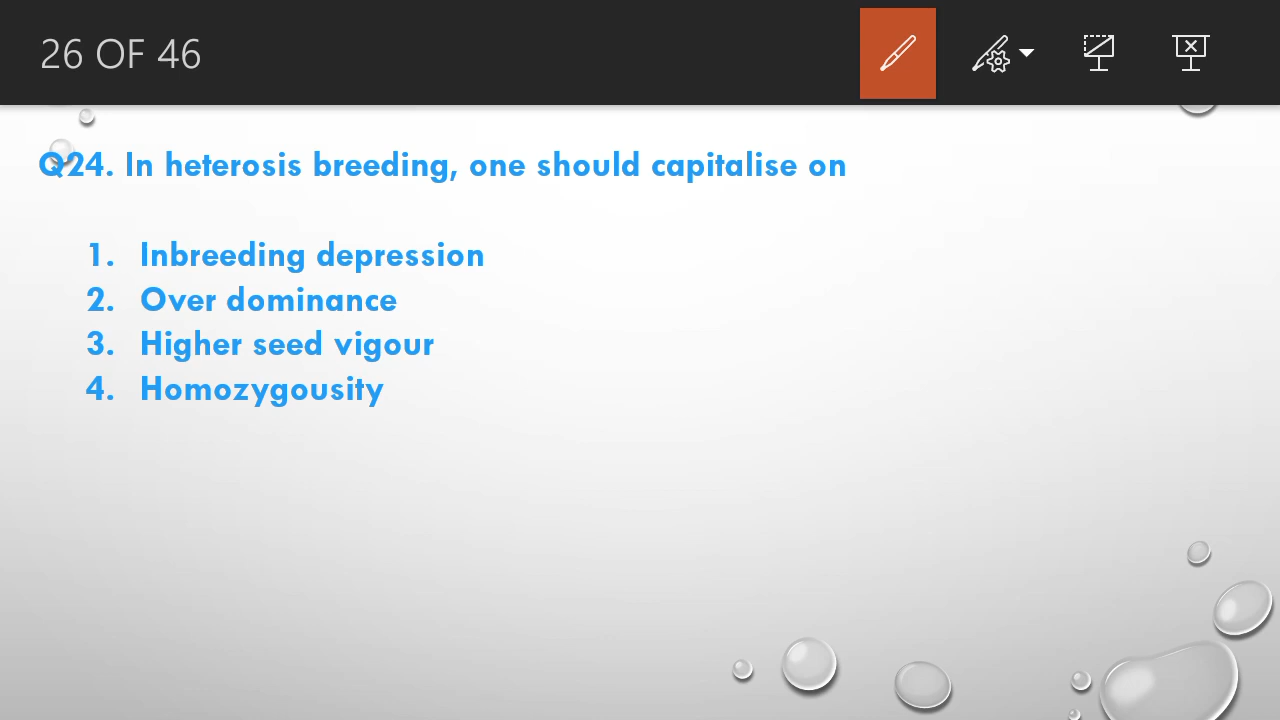 26 OF 46
Q24. In heterosis breeding, one should capitalise on
1. Inbreeding depression
2. Over dominance
3. Higher seed vigour
4. Homozygousity